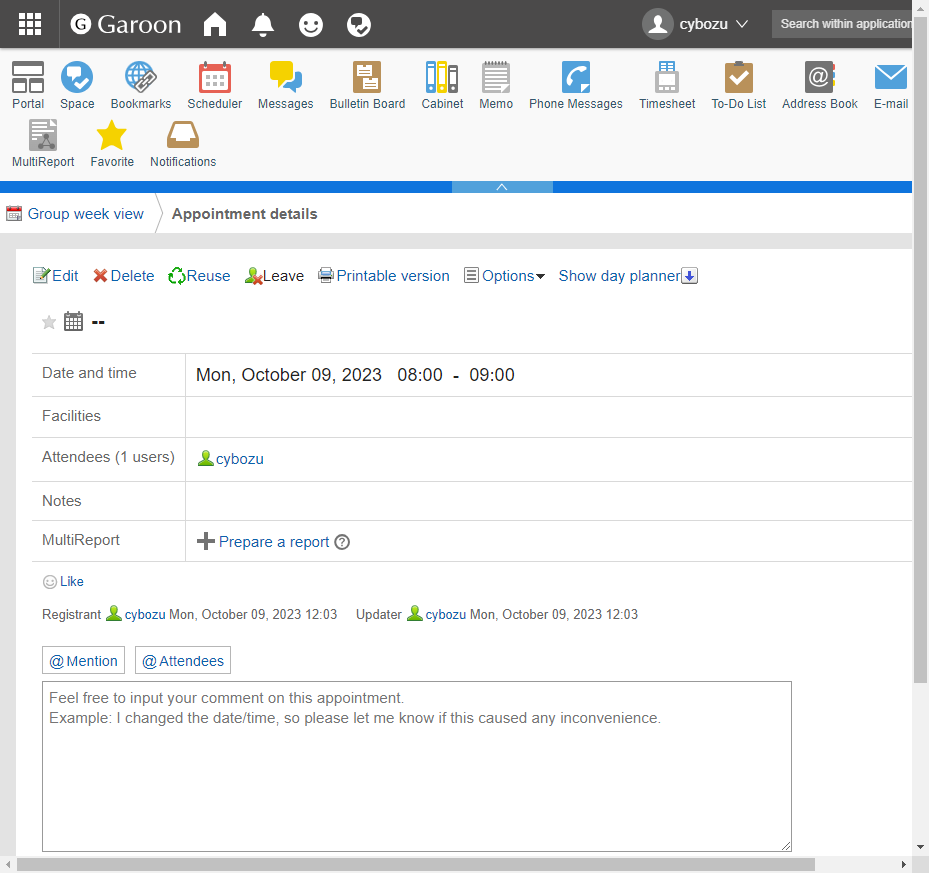 G Garoon cybozu Search within application
Portal Space Bookmarks Scheduler Messages Bulletin Board Cabinet Memo Phone Messages Timesheet To-Do List Address Book E-mail
MultiReport Favorite Notifications
Group week view Appointment details
Edit Delete Reuse Leave Printable version Options Show day planner
--
Date and time Mon, October 09, 2023 08:00 - 09:00
Facilities
Attendees (1 users) cybozu
Notes
MultiReport Prepare a report ?
Like
Registrant cybozu Mon, October 09, 2023 12:03 Updater cybozu Mon, October 09, 2023 12:03
@Mention @Attendees
Feel free to input your comment on this appointment.
Example: I changed the date/time, so please let me know if this caused any inconvenience.